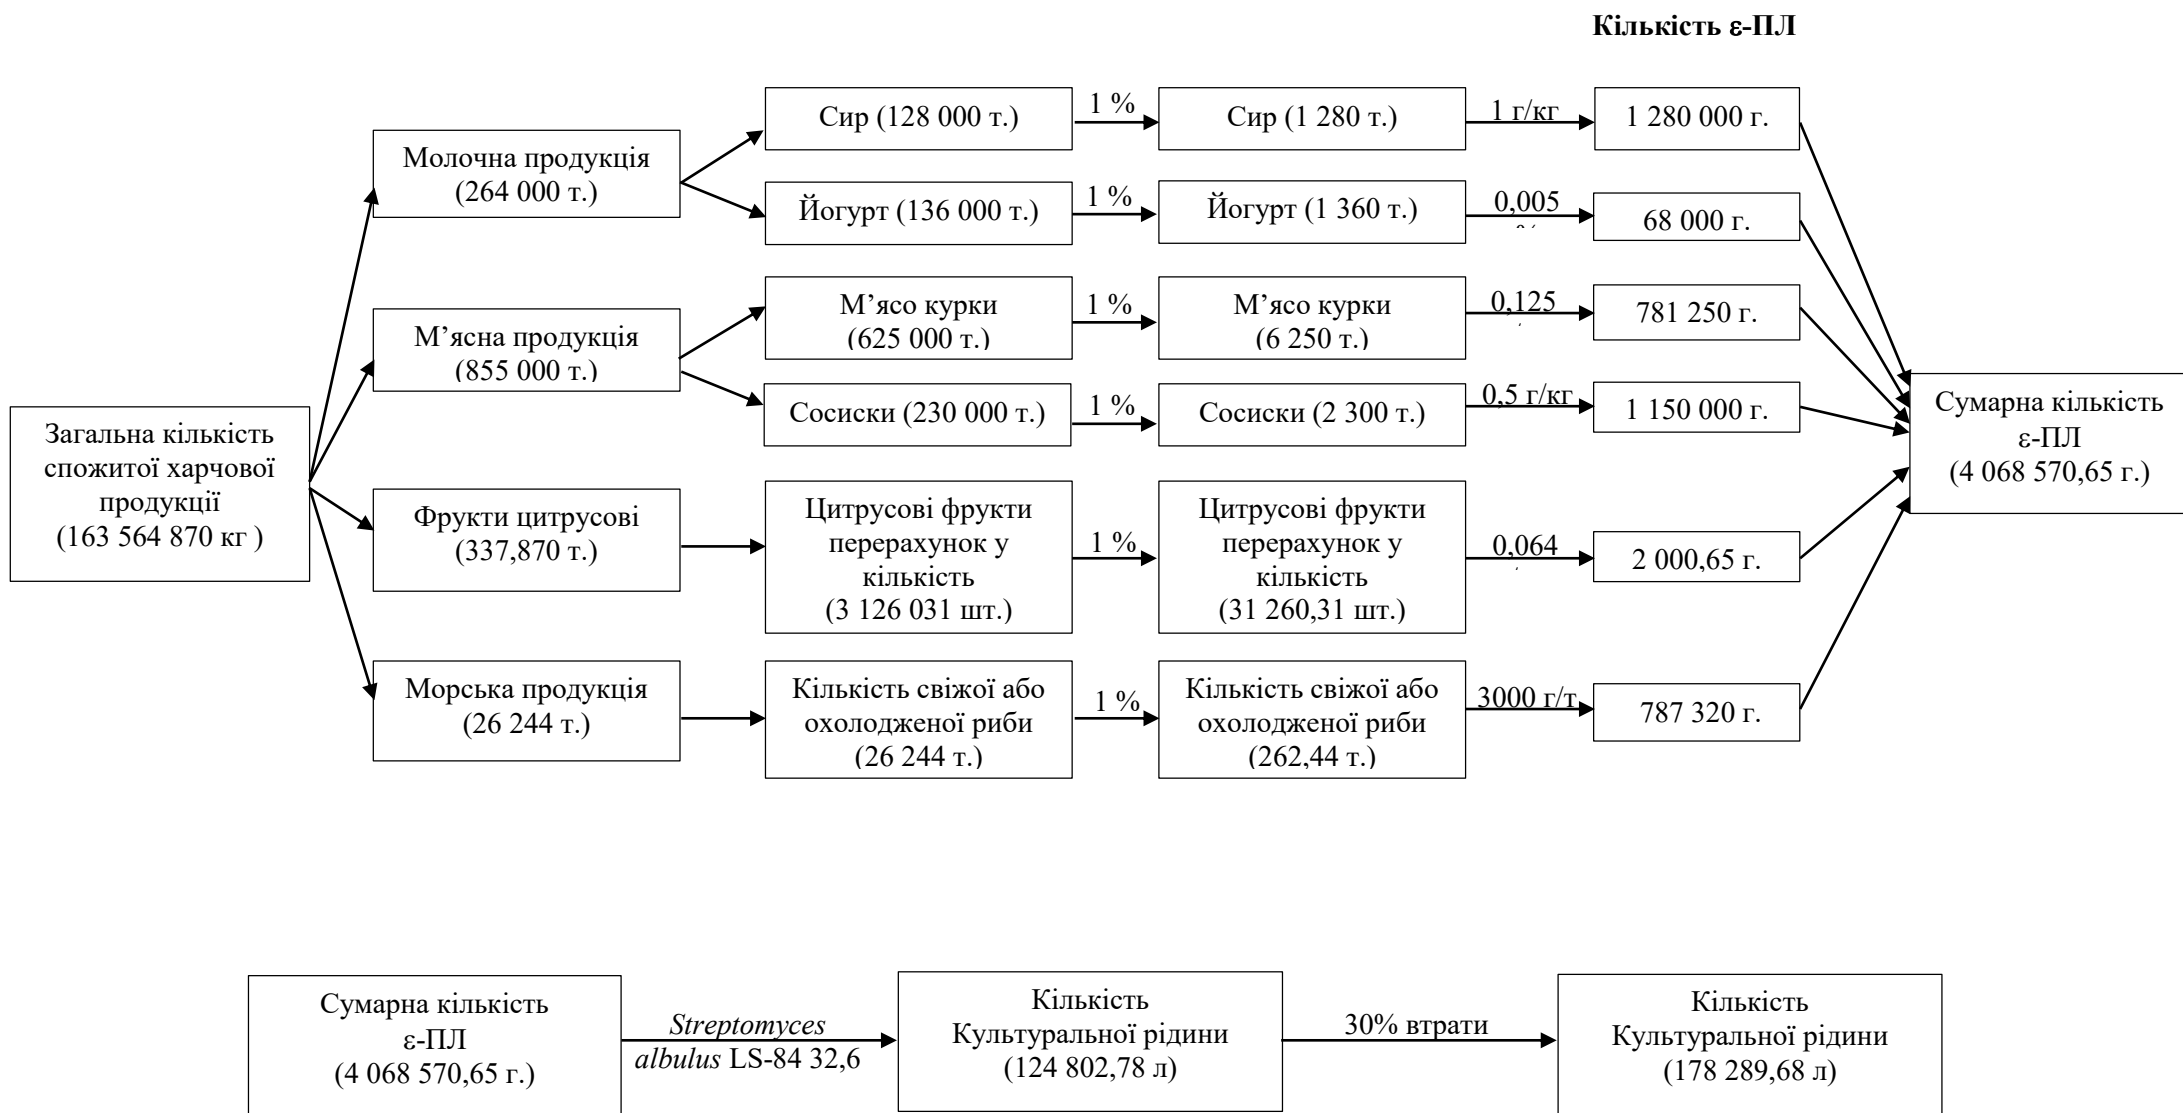 Кількість ε-ПЛ
Загальна кількість
спожитої харчової
продукції
(163 564 870 кг )
Молочна продукція
(264 000 т.)
Сир (128 000 т.)
1 %
Сир (1 280 т.)
1 г/кг
1 280 000 г.
Йогурт (136 000 т.)
1 %
Йогурт (1 360 т.)
0,005
68 000 г.
М’ясна продукція
(855 000 т.)
М’ясо курки
(625 000 т.)
1 %
М’ясо курки
(6 250 т.)
0,125
781 250 г.
Сосиски (230 000 т.)
1 %
Сосиски (2 300 т.)
0,5 г/кг
1 150 000 г.
Фрукти цитрусові
(337,870 т.)
Цитрусові фрукти
перерахунок у
кількість
(3 126 031 шт.)
1 %
Цитрусові фрукти
перерахунок у
кількість
(31 260,31 шт.)
0,064
2 000,65 г.
Морська продукція
(26 244 т.)
Кількість свіжої або
охолодженої риби
(26 244 т.)
1 %
Кількість свіжої або
охолодженої риби
(262,44 т.)
3000 г/т
787 320 г.
Сумарна кількість
ε-ПЛ
(4 068 570,65 г.)
Сумарна кількість
ε-ПЛ
(4 068 570,65 г.)
Streptomyces
albulus LS-84 32,6
Кількість
Культуральної рідини
(124 802,78 л)
30% втрати
Кількість
Культуральної рідини
(178 289,68 л)